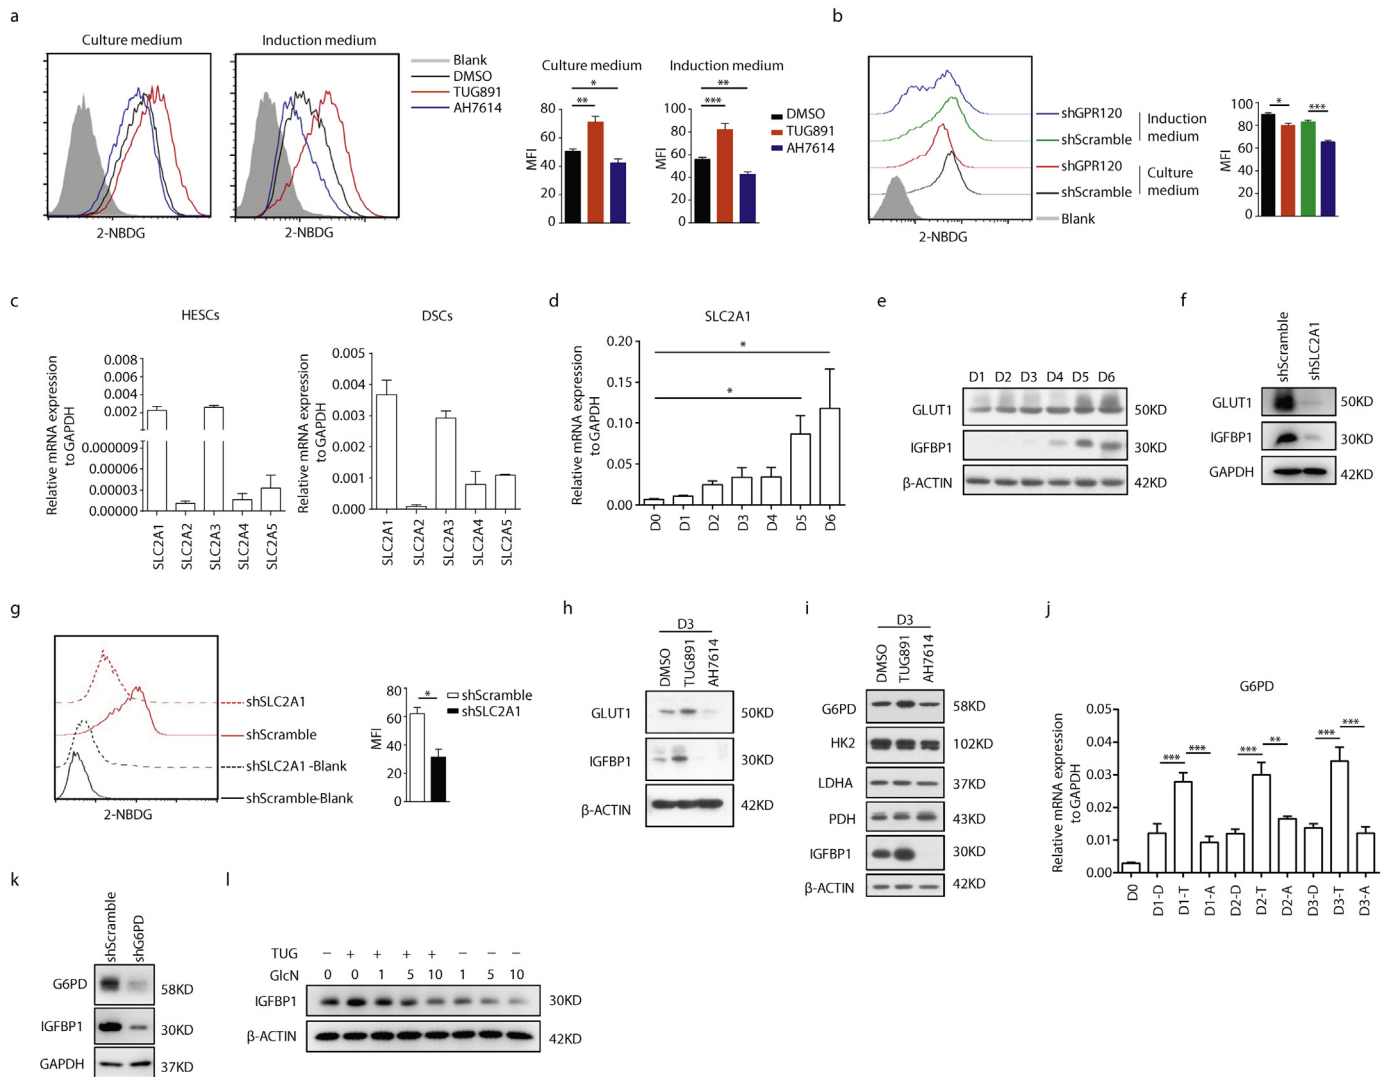 a
Culture medium
Induction medium
Blank
DMSO
TUG891
AH7614
2-NBDG
2-NBDG
Culture medium
Induction medium
MFI
80
60
40
20
0
*
**
MFI
100
80
60
40
20
0
**
***
DMSO
TUG891
AH7614
b
shGPR120
shScramble
shGPR120
shScramble
Blank
Induction
medium
Culture
medium
2-NBDG
MFI
100
80
60
40
20
0
*
***
c
HESCs
Relative mRNA expression
to GAPDH
0.008
0.006
0.004
0.002
0.000009
0.00006
0.00003
0.00000
SLC2A1
SLC2A2
SLC2A3
SLC2A4
SLC2A5
DSCs
Relative mRNA expression
to GAPDH
0.005
0.004
0.003
0.002
0.001
0.000
SLC2A1
SLC2A2
SLC2A3
SLC2A4
SLC2A5
d
SLC2A1
Relative mRNA expression
to GAPDH
0.20
0.15
0.10
0.05
0.00
*
*
D0
D1
D2
D3
D4
D5
D6
e
D1 D2 D3 D4 D5 D6
GLUT1 50KD
IGFBP1 30KD
β-ACTIN 42KD
f
shScramble
shSLC2A1
GLUT1 50KD
IGFBP1 30KD
GAPDH 42KD
g
shSLC2A1
shScramble
shSLC2A1 -Blank
shScramble-Blank
2-NBDG
MFI
80
60
40
20
0
*
shScramble
shSLC2A1
h
D3
DMSO
TUG891
AH7614
GLUT1 50KD
IGFBP1 30KD
β-ACTIN 42KD
i
D3
DMSO
TUG891
AH7614
G6PD 58KD
HK2 102KD
LDHA 37KD
PDH 43KD
IGFBP1 30KD
β-ACTIN 42KD
j
G6PD
Relative mRNA expression
to GAPDH
0.05
0.04
0.03
0.02
0.01
0.00
*** *** *** ** *** ***
D0
D1-D
D1-T
D1-A
D2-D
D2-T
D2-A
D3-D
D3-T
D3-A
k
shScramble
shG6PD
G6PD 58KD
IGFBP1 30KD
GAPDH 37KD
l
TUG − + + + + − − −
GlcN 0 0 1 5 10 1 5 10
IGFBP1 30KD
β-ACTIN 42KD